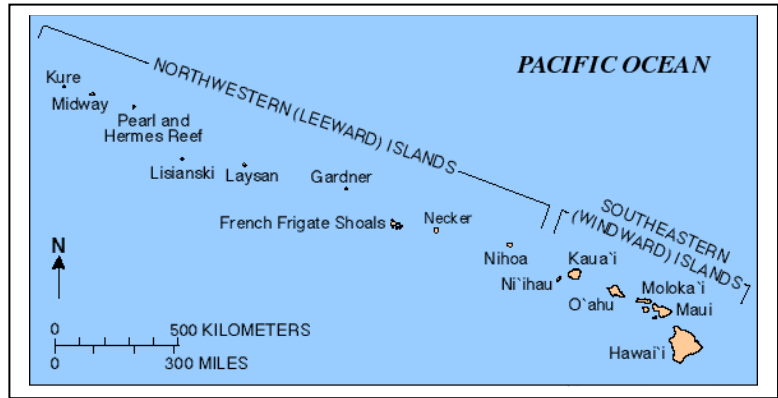 PACIFIC OCEAN
NORTHWESTERN (LEEWARD) ISLANDS
Kure
Midway
Pearl and
Hermes Reef
Lisianski
Laysan
Gardner
French Frigate Shoals
Necker
Nihoa
SOUTHEASTERN
(WINDWARD) ISLANDS
Kaua'i
Ni'ihau
O`ahu
Moloka`i
Maui
Hawai'i
N
0
500 KILOMETERS
0
300 MILES